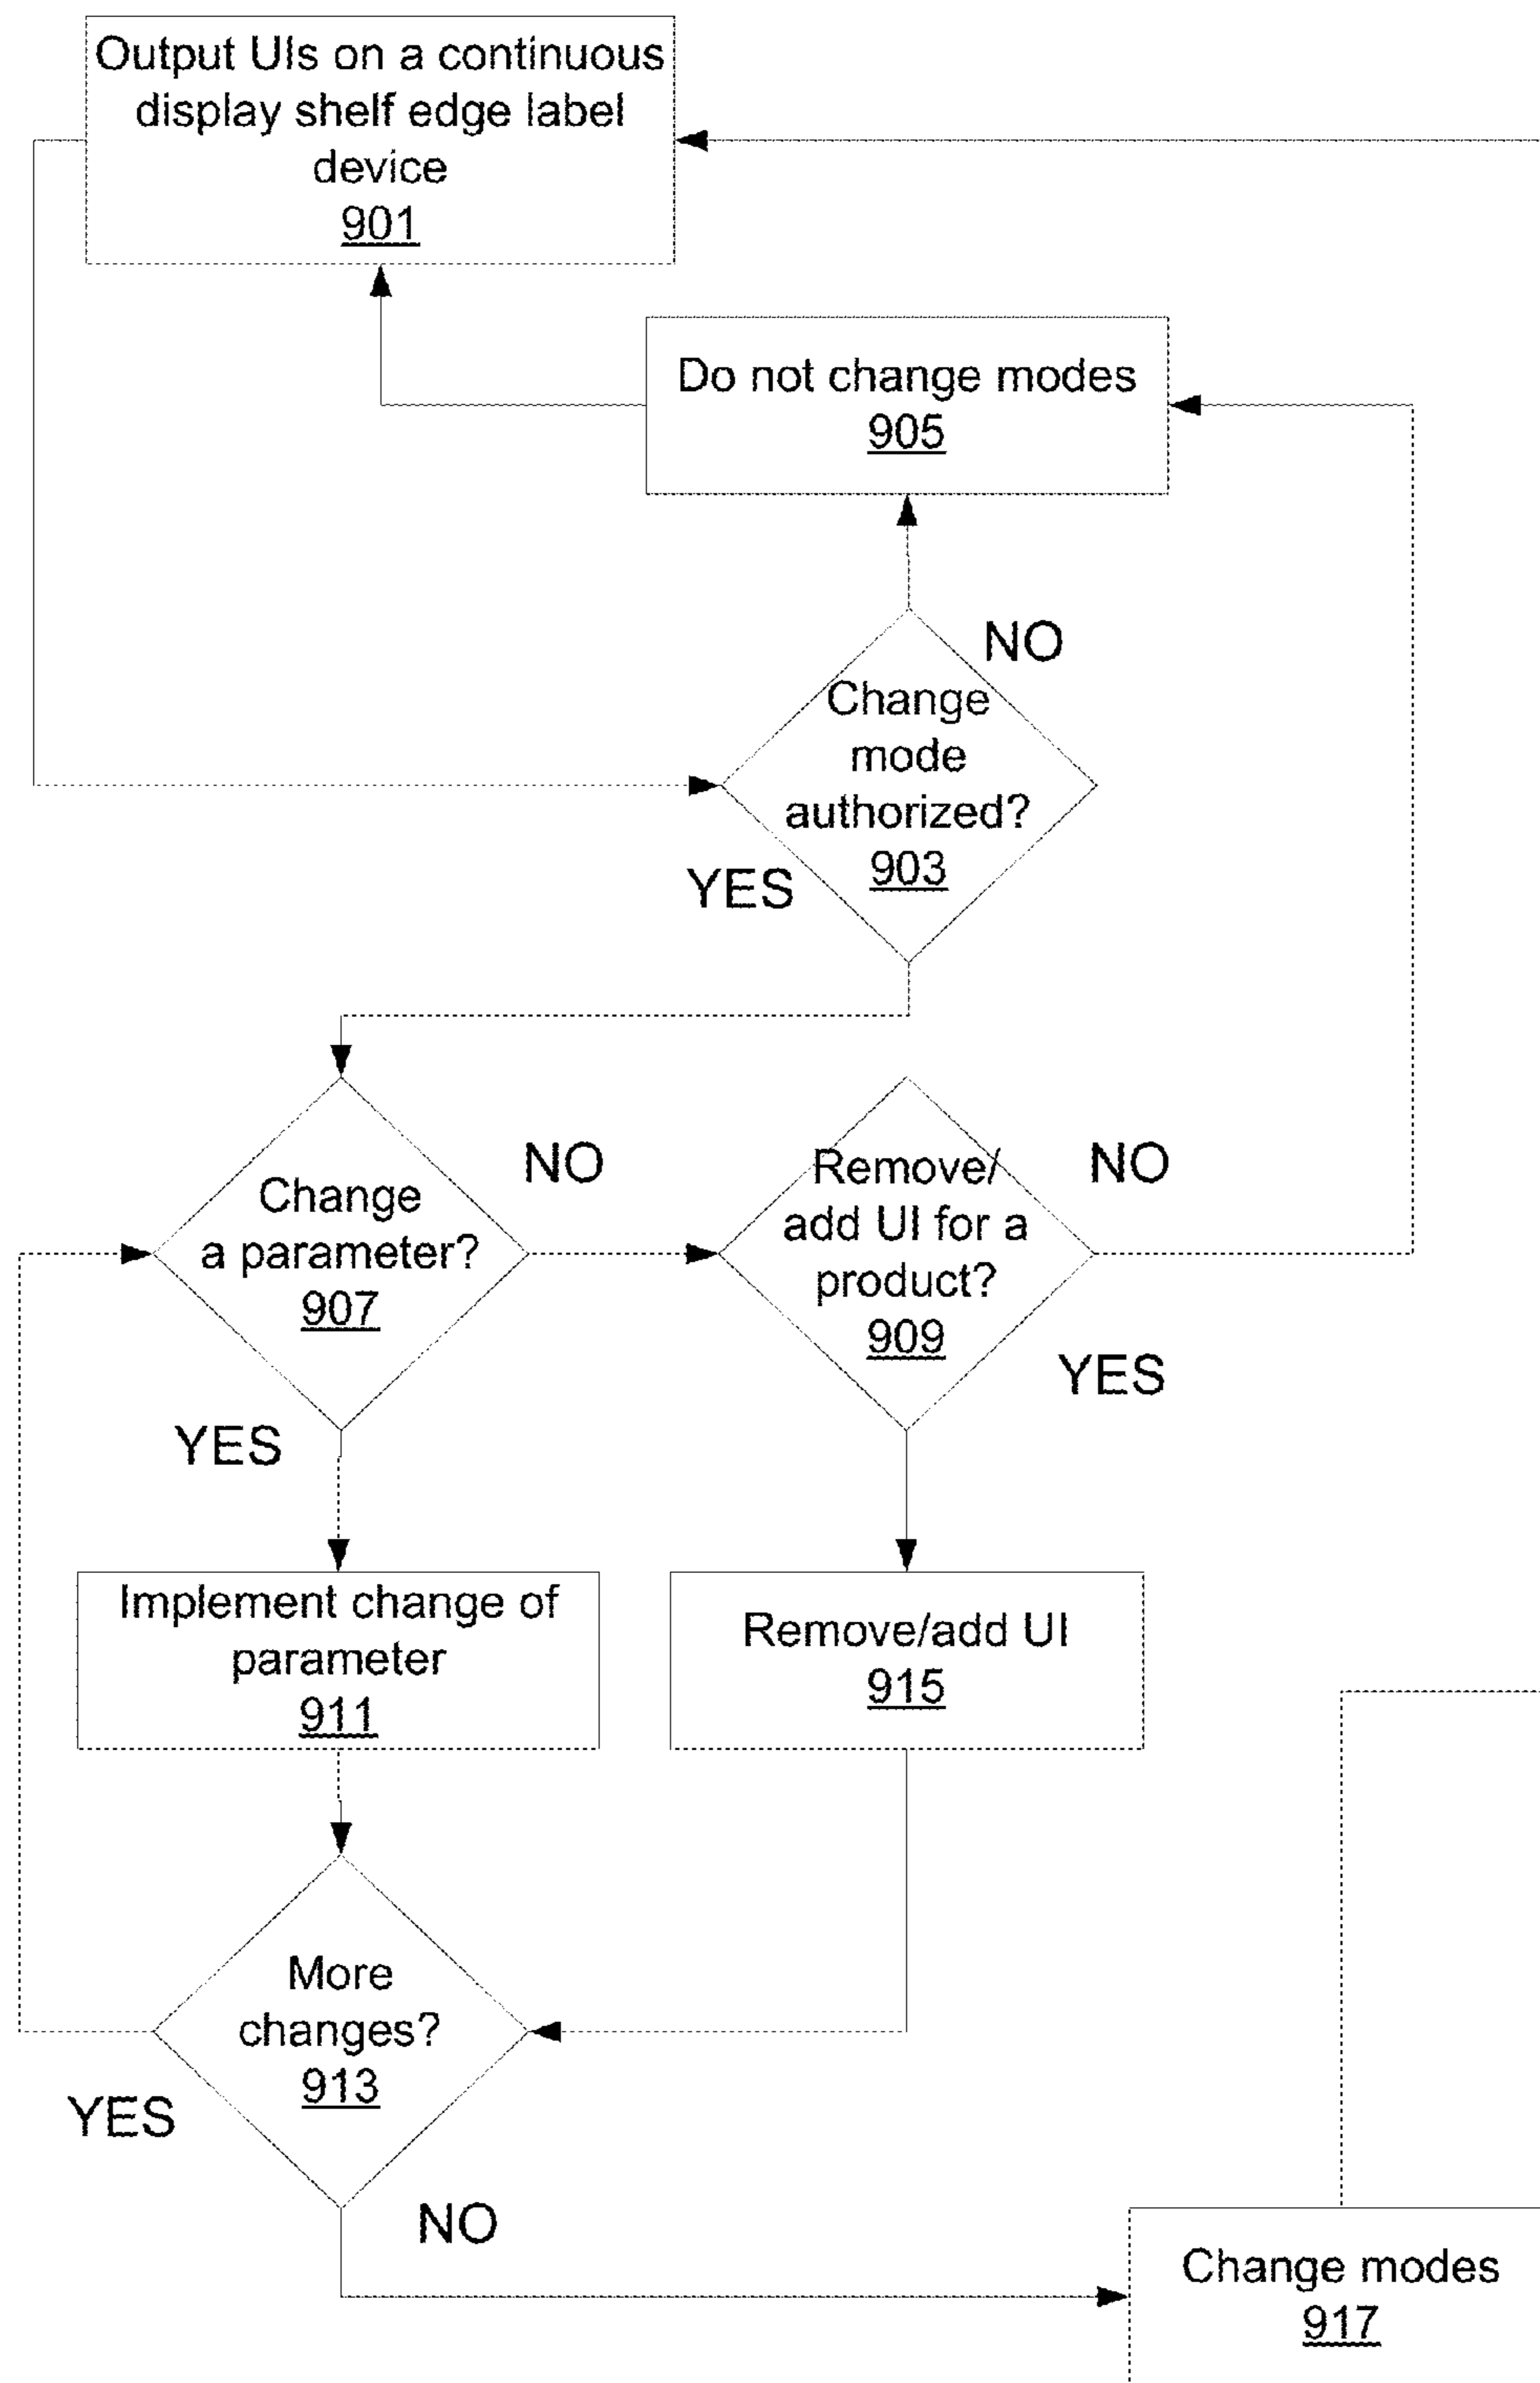 Output UIs on a continuous
display shelf edge label
device
901
Do not change modes
905
NO
Change
mode
authorized?
903
YES
Change
a parameter?
907
NO
YES
Remove/
add UI for a
product?
909
NO
YES
Implement change of
parameter
911
Remove/add UI
915
More
changes?
913
YES
NO
Change modes
917